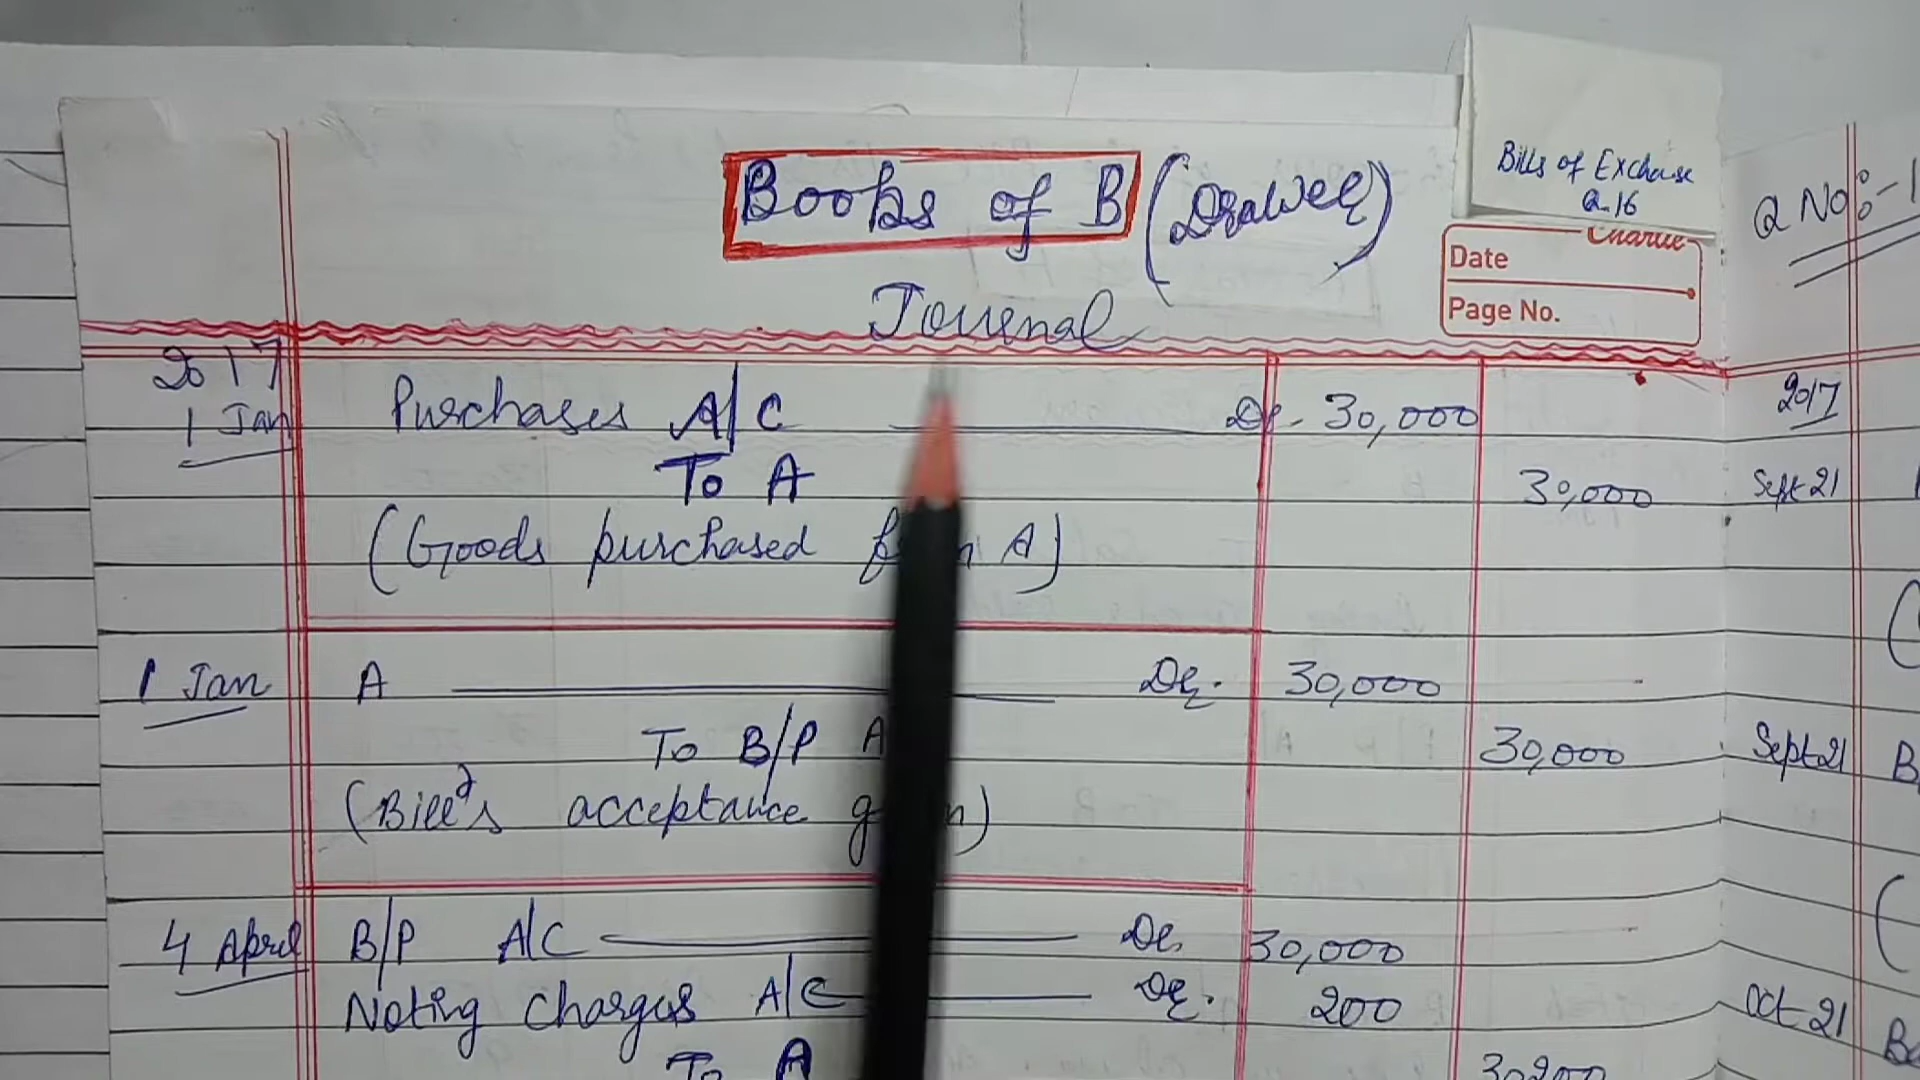 Books of B (Drawee)
Bills of Exchange
Q.16
Date
Page No.
Journal
2017
1 Jan Purchases A/C Dr. 30,000
To A 30,000
(Goods purchased A)
1 Jan A Dr. 30,000
To B/P A 30,000
(Bill's acceptance)
4 April B/P A/C Dr. 30,000
Noting Charges A/C Dr. 200
To A 30200
Q No:-1
2017
Sept 21
Sept 21 B
Oct 21